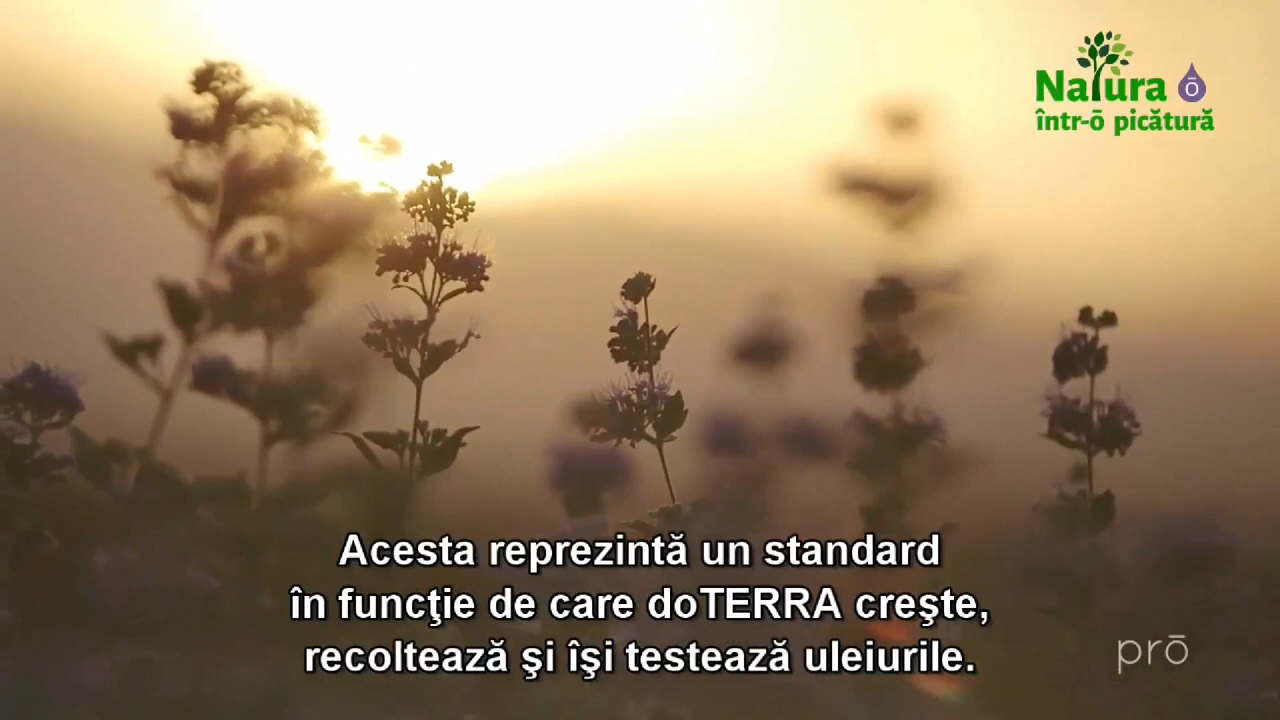 Natura ō
într-ō picătură
Acesta reprezintă un standard
în funcţie de care doTERRA creşte,
recoltează şi îşi testează uleiurile.
prō